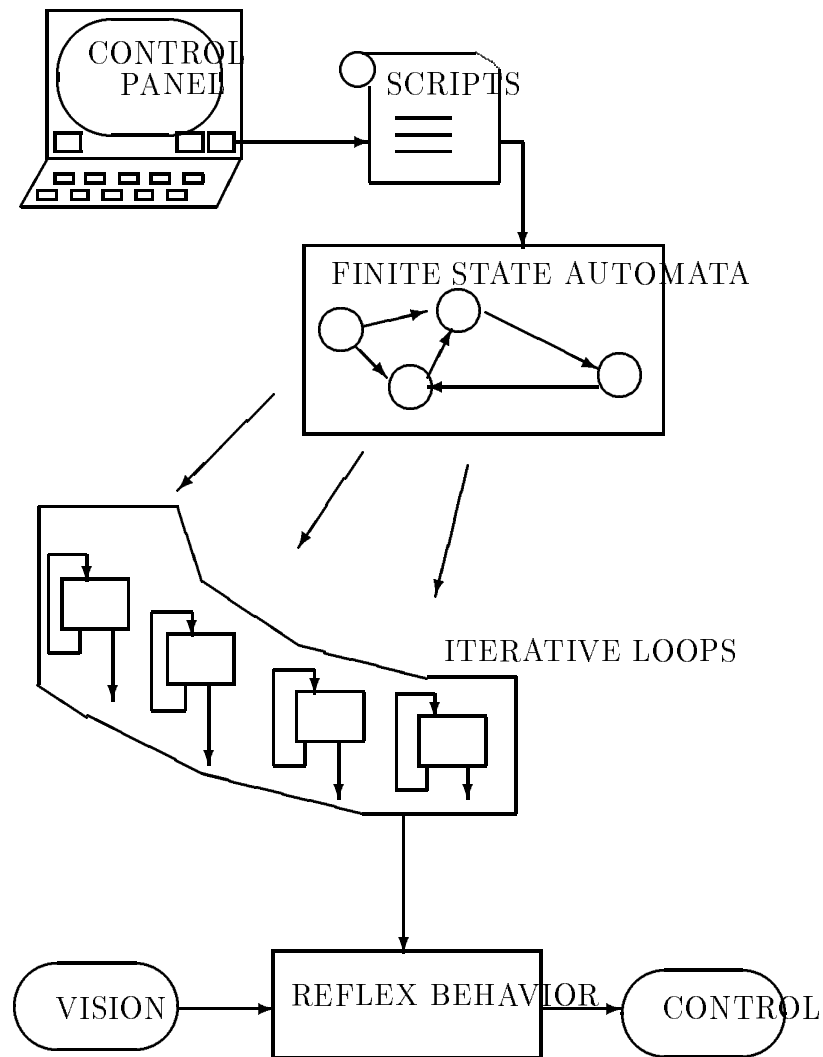 CONTROL
PANEL
SCRIPTS
FINITE STATE AUTOMATA
ITERATIVE LOOPS
VISION
REFLEX BEHAVIOR
CONTROL